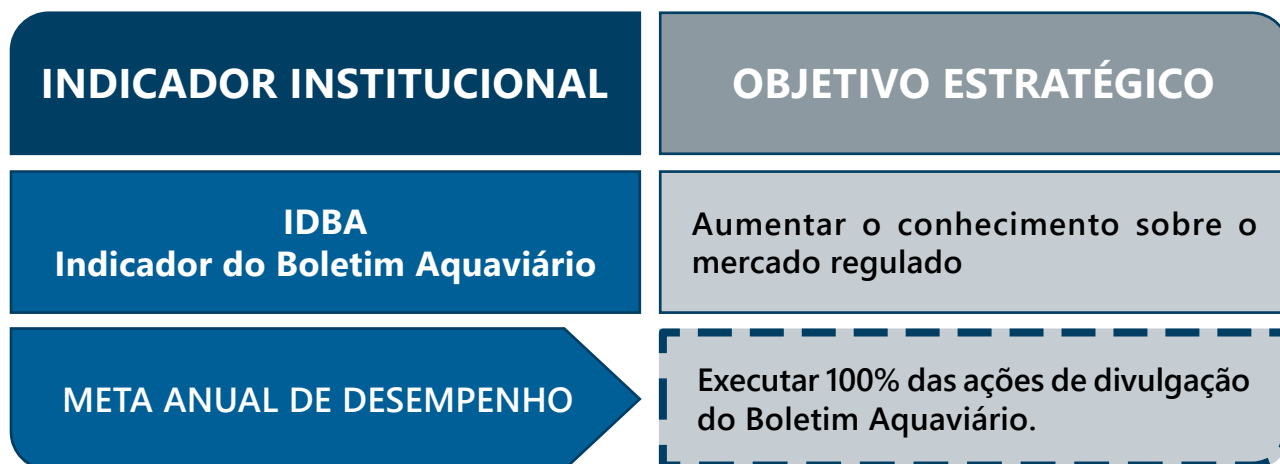 INDICADOR INSTITUCIONAL
OBJETIVO ESTRATÉGICO
IDBA
Indicador do Boletim Aquaviário
Aumentar o conhecimento sobre o
mercado regulado
META ANUAL DE DESEMPENHO
Executar 100% das ações de divulgação
do Boletim Aquaviário.